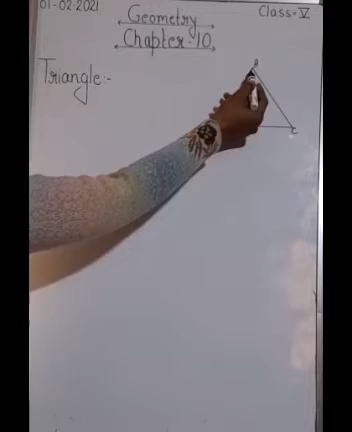 01-02-2021
Geometry
Class-V
Chapter-10
Triangle:-
A
C